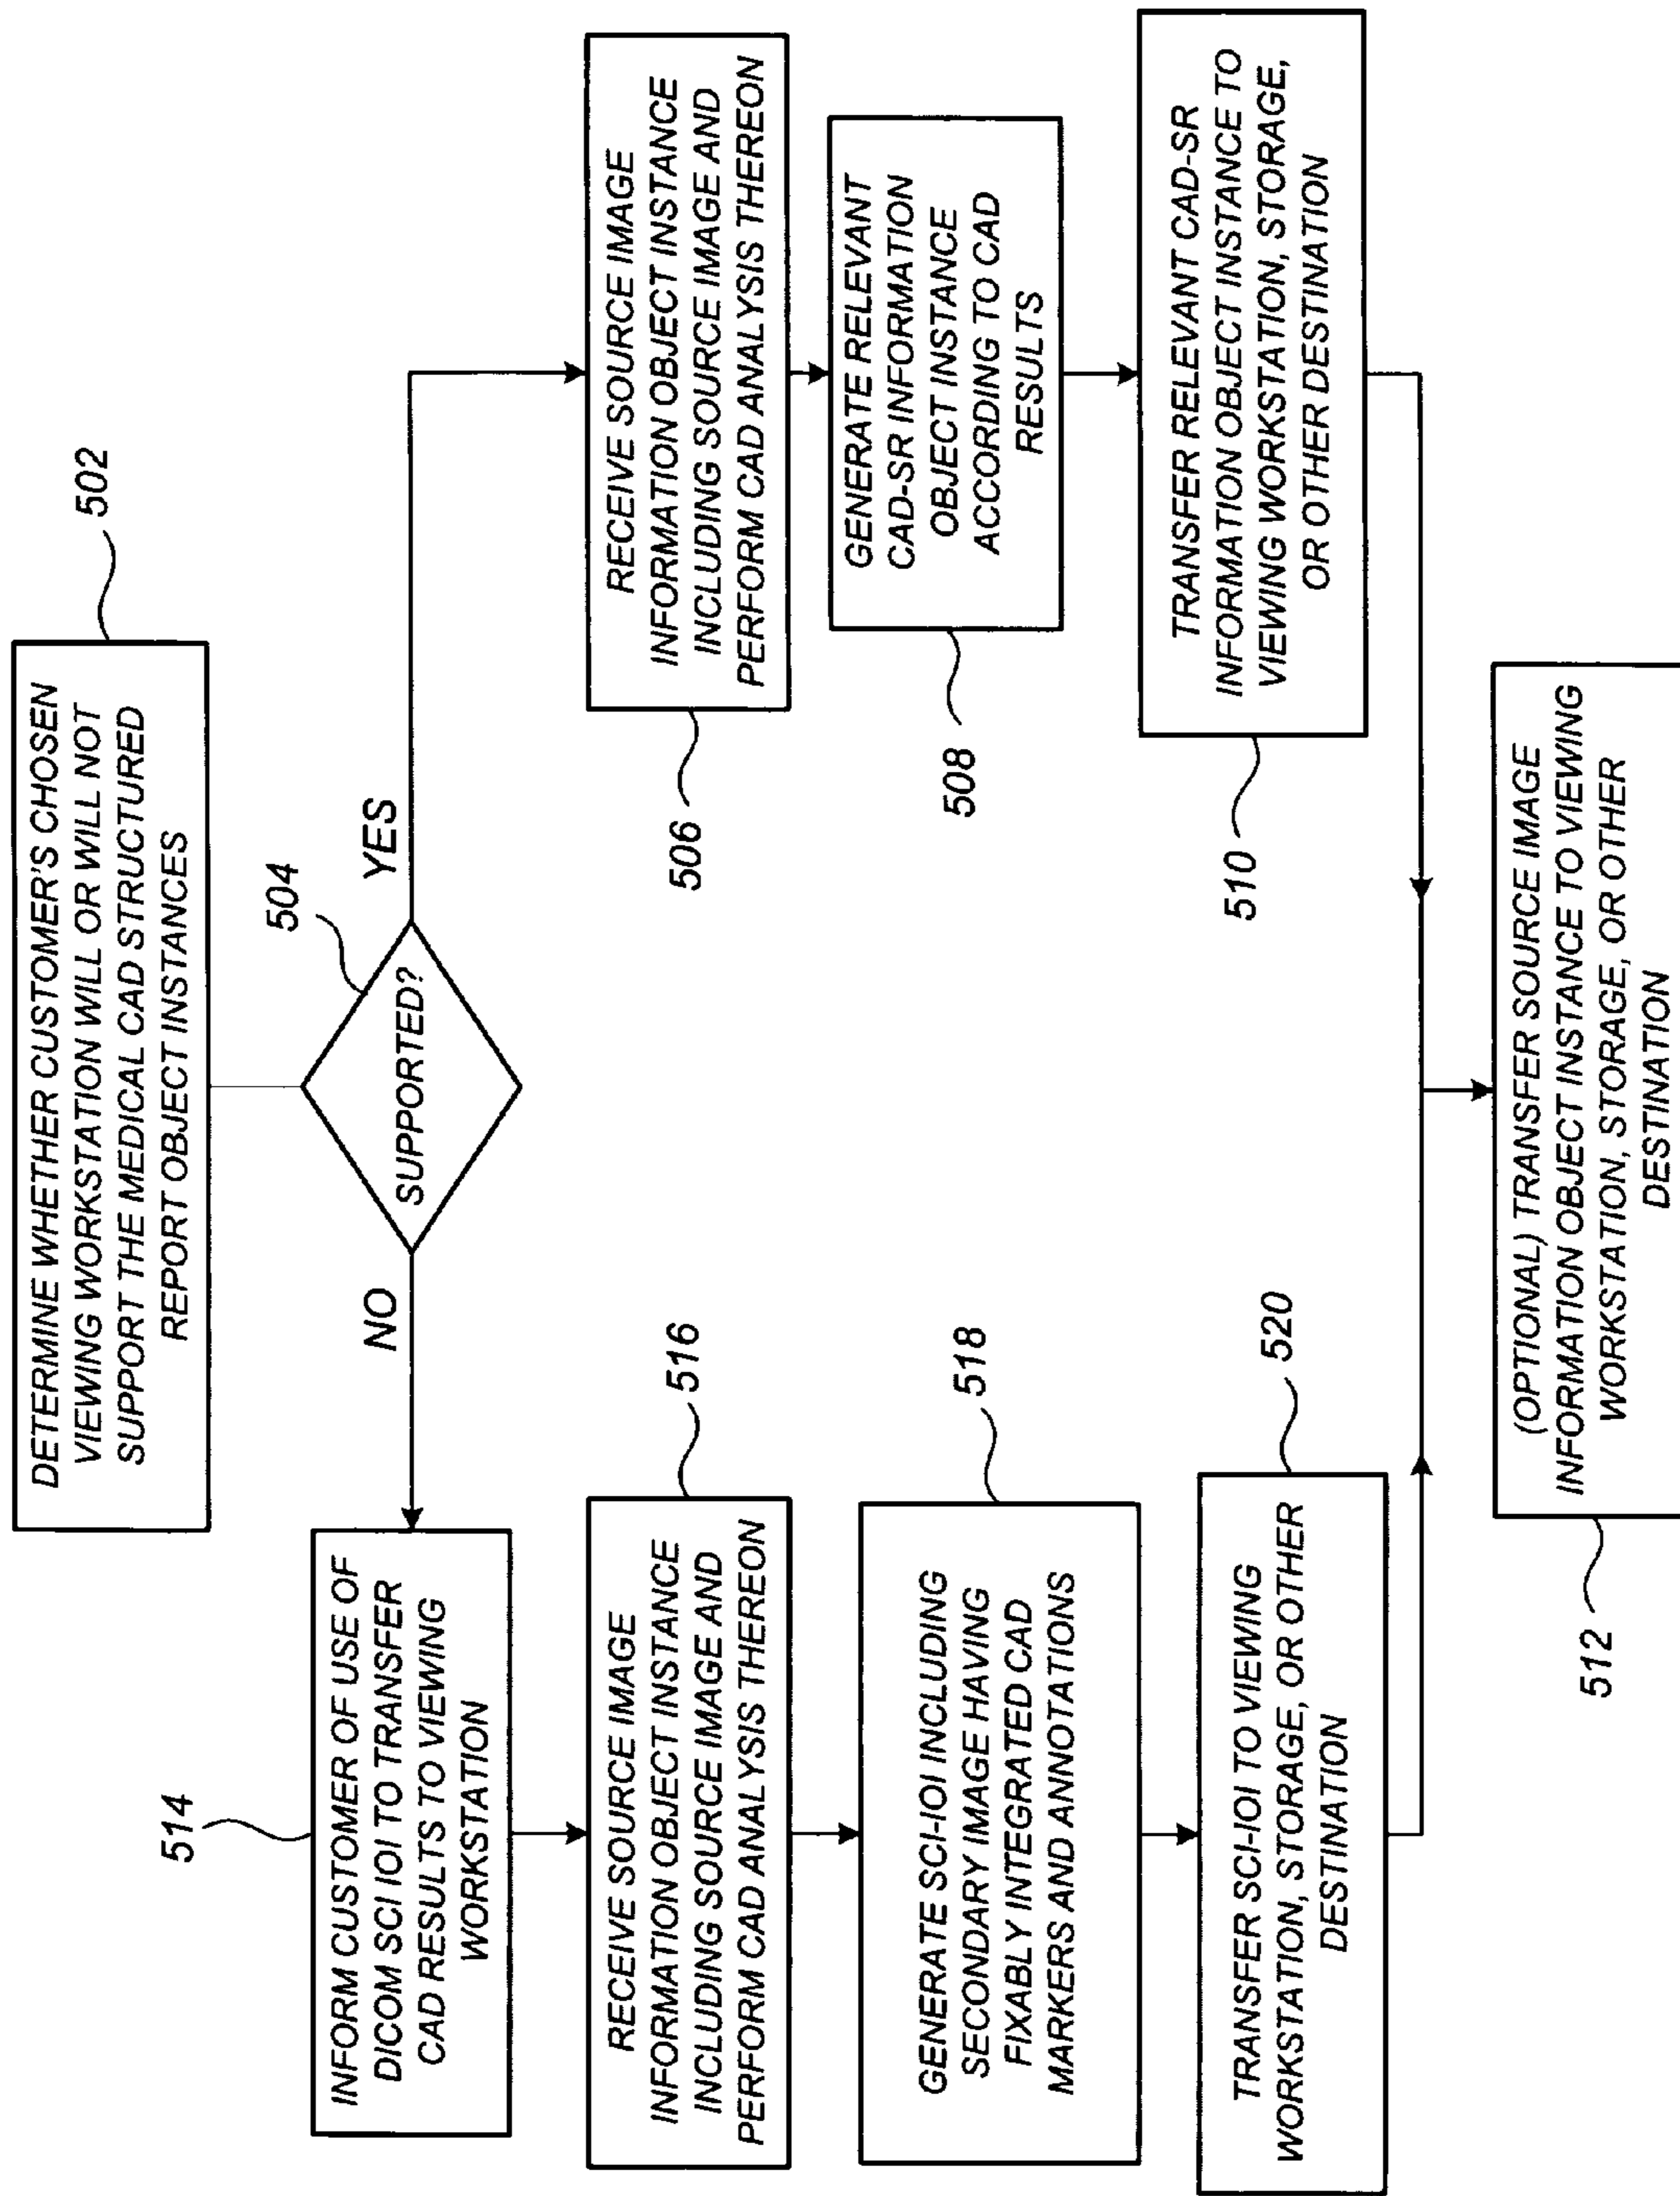 DETERMINE WHETHER CUSTOMER'S CHOSEN
VIEWING WORKSTATION WILL OR WILL NOT
SUPPORT THE MEDICAL CAD STRUCTURED
REPORT OBJECT INSTANCES
502
SUPPORTED?
504
YES
NO
RECEIVE SOURCE IMAGE
INFORMATION OBJECT INSTANCE
INCLUDING SOURCE IMAGE AND
PERFORM CAD ANALYSIS THEREON
506
GENERATE RELEVANT
CAD-SR INFORMATION
OBJECT INSTANCE
ACCORDING TO CAD
RESULTS
508
TRANSFER RELEVANT CAD-SR
INFORMATION OBJECT INSTANCE TO
VIEWING WORKSTATION, STORAGE,
OR OTHER DESTINATION
510
514
INFORM CUSTOMER OF USE OF
DICOM SCI IOI TO TRANSFER
CAD RESULTS TO VIEWING
WORKSTATION
RECEIVE SOURCE IMAGE
INFORMATION OBJECT INSTANCE
INCLUDING SOURCE IMAGE AND
PERFORM CAD ANALYSIS THEREON
516
GENERATE SCI-IOI INCLUDING
SECONDARY IMAGE HAVING
FIXABLY INTEGRATED CAD
MARKERS AND ANNOTATIONS
518
TRANSFER SCI-IOI TO VIEWING
WORKSTATION, STORAGE, OR OTHER
DESTINATION
520
(OPTIONAL) TRANSFER SOURCE IMAGE
INFORMATION OBJECT INSTANCE TO VIEWING
WORKSTATION, STORAGE, OR OTHER
DESTINATION
512